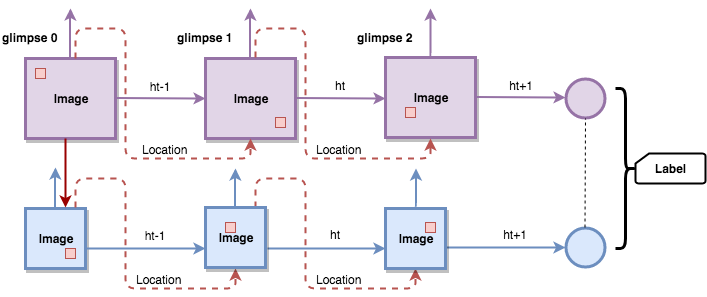 glimpse 0
glimpse 1
glimpse 2
Image
ht-1
Image
ht
Image
ht+1
Location
Location
Label
Image
ht-1
Image
ht
Image
ht+1
Location
Location